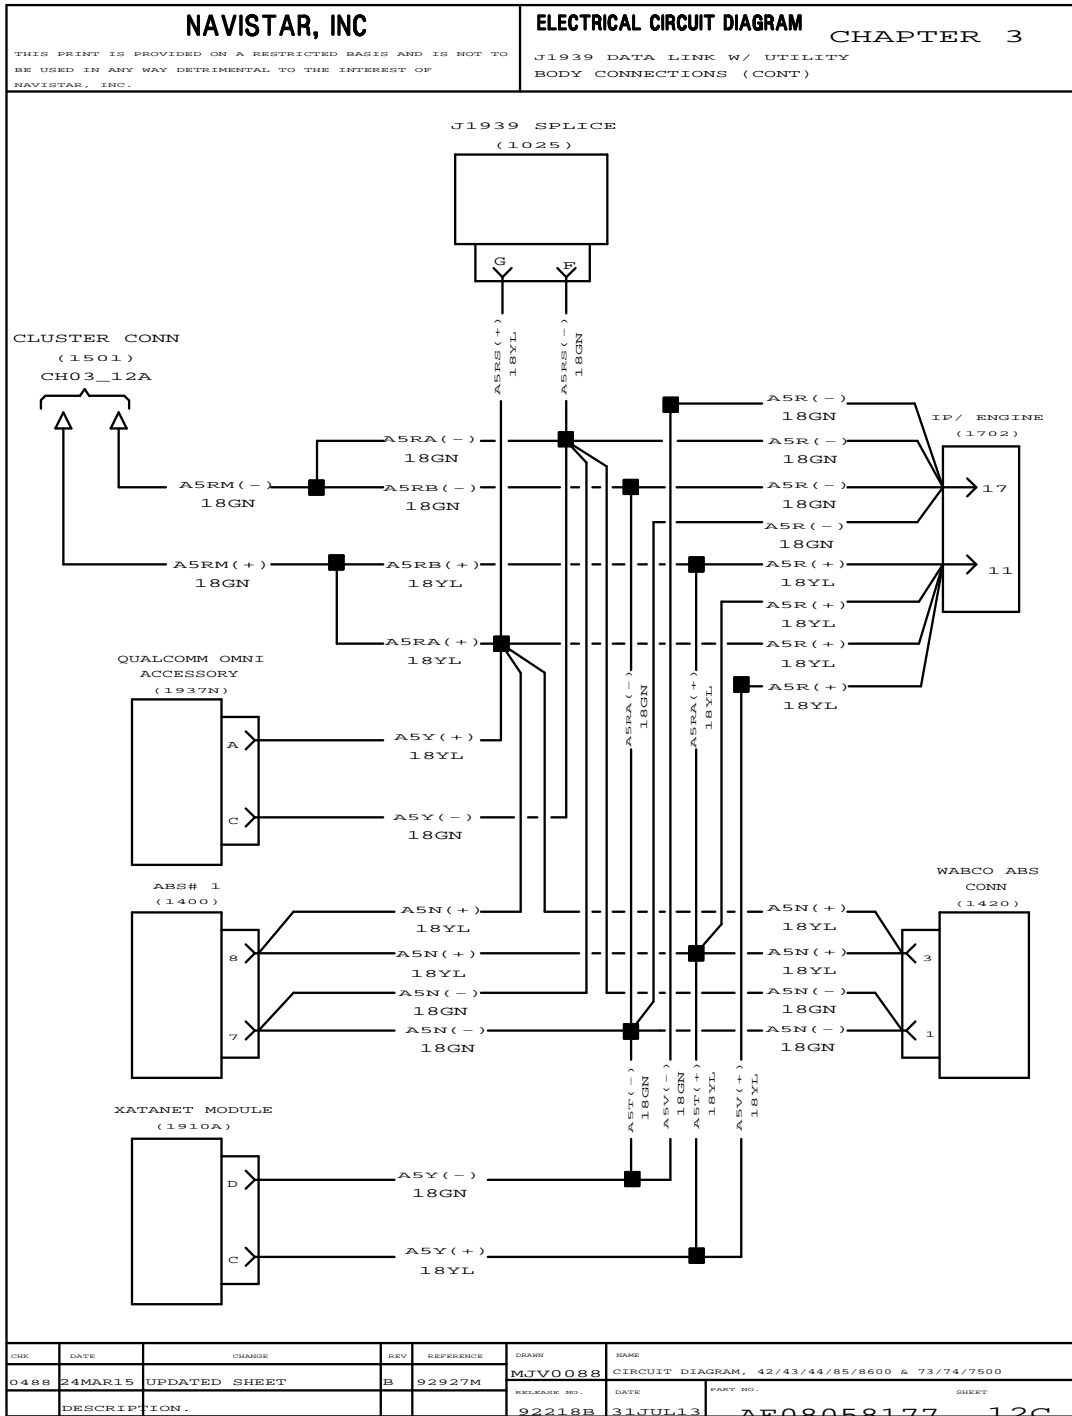 NAVISTAR, INC
THIS PRINT IS PROVIDED ON A RESTRICTED BASIS AND IS NOT TO
BE USED IN ANY WAY DETRIMENTAL TO THE INTEREST OF
NAVISTAR, INC.
ELECTRICAL CIRCUIT DIAGRAM
CHAPTER 3
J1939 DATA LINK W/ UTILITY
BODY CONNECTIONS (CONT)
J1939 SPLICE
(1025)
G
F
A5RS(+)
18YL
A5RS(-)
18GN
CLUSTER CONN
(1501)
CH03_12A
A5R(-)
18GN
IP/ ENGINE
(1702)
A5RA(-)
18GN
A5R(-)
18GN
A5RM(-)
18GN
A5RB(-)
18GN
A5R(-)
18GN
17
A5R(-)
18GN
A5RM(+)
18GN
A5RB(+)
18YL
A5R(+)
18YL
11
A5R(+)
18YL
A5RA(+)
18YL
A5R(+)
18YL
A5R(+)
18YL
A5RA(-)
18GN
A5RA(+)
18YL
QUALCOMM OMNI
ACCESSORY
(1937N)
A
A5Y(+)
18YL
C
A5Y(-)
18GN
ABS# 1
(1400)
WABCO ABS
CONN
(1420)
A5N(+)
18YL
A5N(+)
18YL
8
A5N(+)
18YL
A5N(+)
18YL
3
A5N(-)
18GN
A5N(-)
18GN
7
A5N(-)
18GN
A5N(-)
18GN
1
A5T(-)
18GN
A5V(-)
18GN
A5T(+)
18YL
A5V(+)
18YL
XATANET MODULE
(1910A)
D
A5Y(-)
18GN
C
A5Y(+)
18YL
CHK DATE CHANGE REV REFERENCE
0488 24MAR15 UPDATED SHEET B 92927M
DESCRIPTION.
DRAWN
MJV0088
NAME
CIRCUIT DIAGRAM, 42/43/44/85/8600 & 73/74/7500
RELEASE NO.
92218B
DATE
31JUL13
PART NO.
AE08058177
SHEET
12C